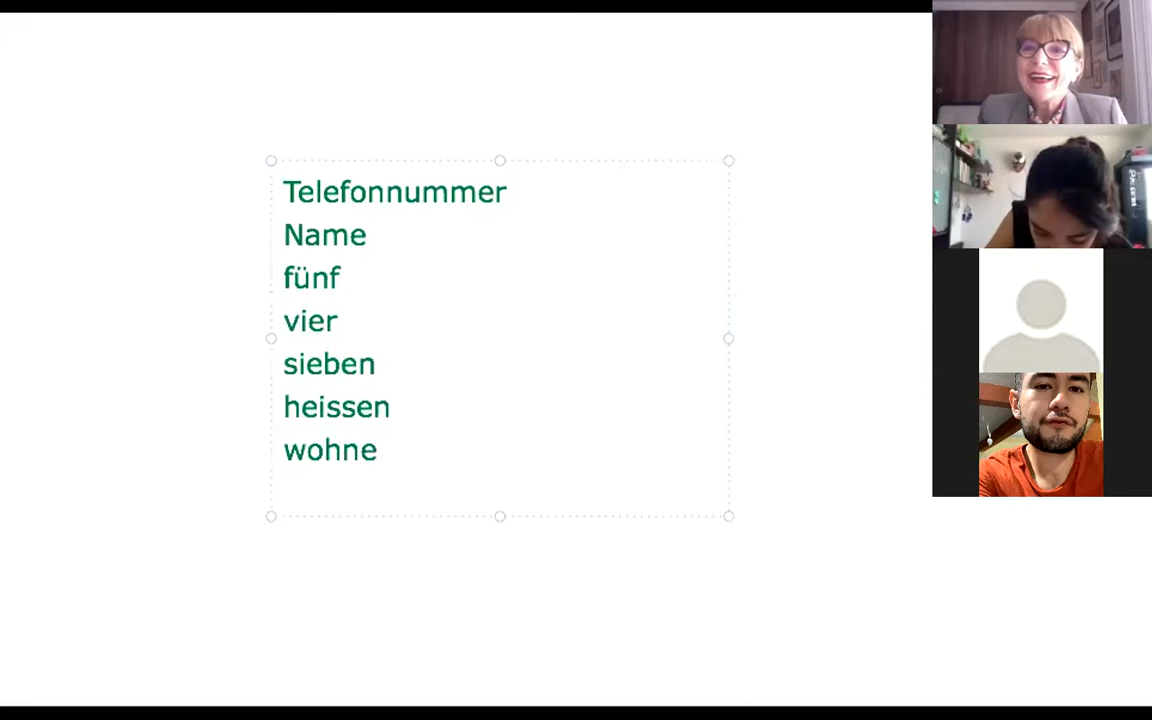 Telefonnummer
Name
fünf
vier
sieben
heissen
wohne